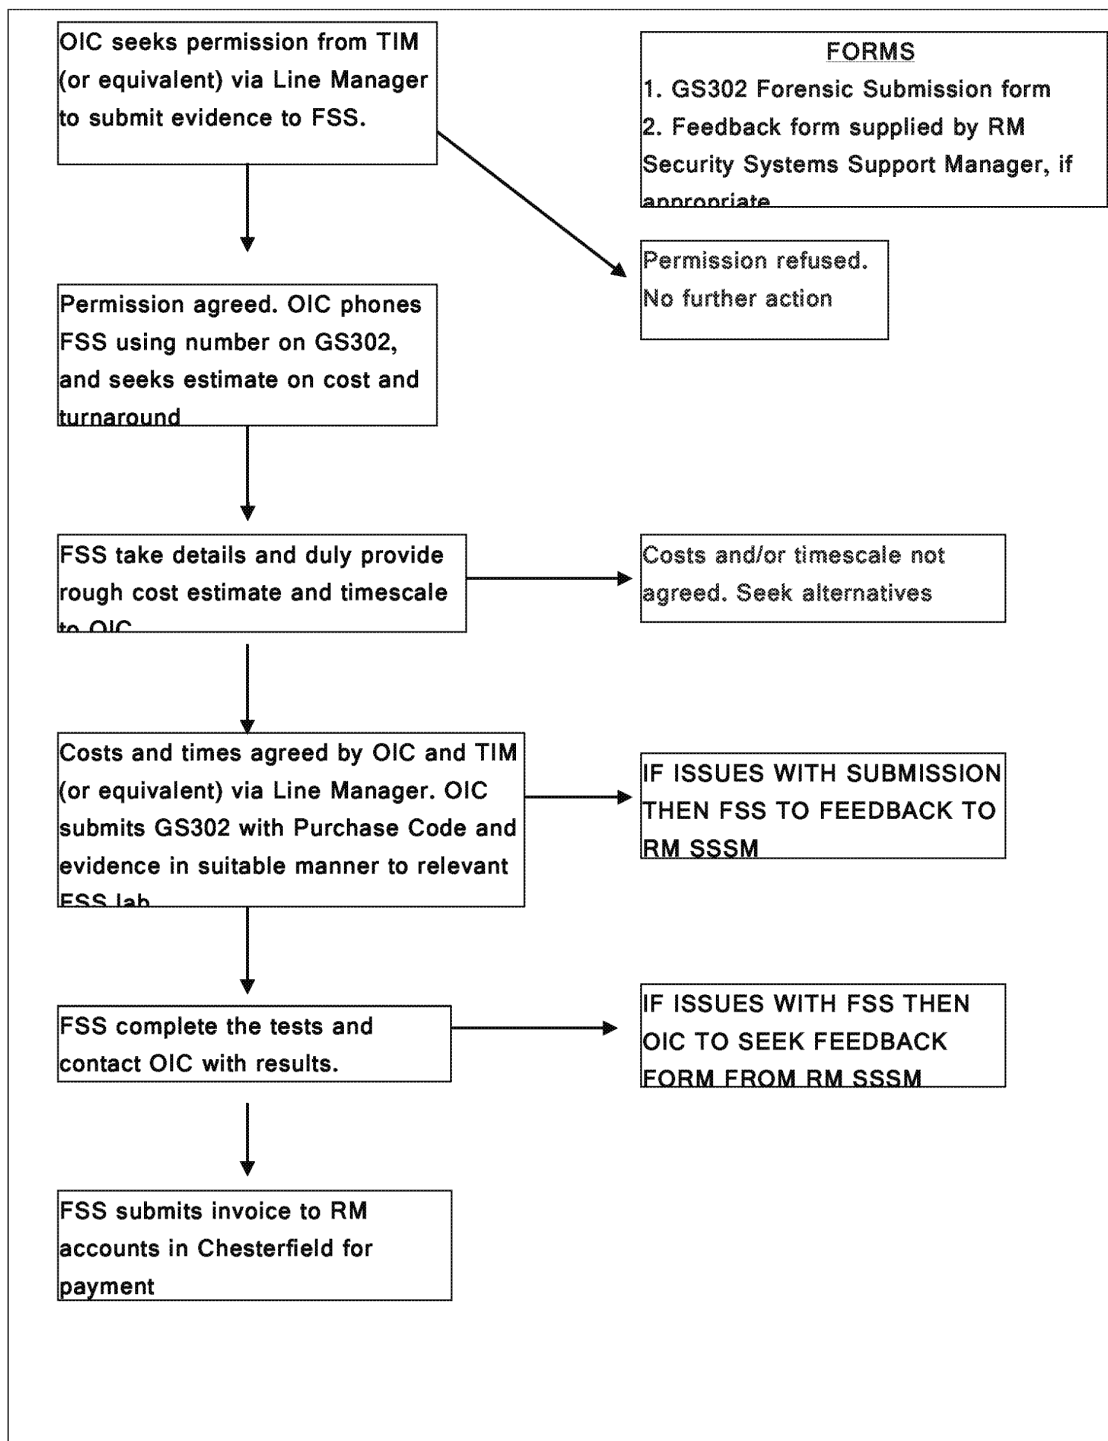 OIC seeks permission from TIM
(or equivalent) via Line Manager
to submit evidence to FSS.
FORMS
1. GS302 Forensic Submission form
2. Feedback form supplied by RM
Security Systems Support Manager, if
appropriate
Permission refused.
No further action
Permission agreed. OIC phones
FSS using number on GS302,
and seeks estimate on cost and
turnaround
FSS take details and duly provide
rough cost estimate and timescale
to OIC
Costs and/or timescale not
agreed. Seek alternatives
Costs and times agreed by OIC and TIM
(or equivalent) via Line Manager. OIC
submits GS302 with Purchase Code and
evidence in suitable manner to relevant
FSS lab
IF ISSUES WITH SUBMISSION
THEN FSS TO FEEDBACK TO
RM SSSM
FSS complete the tests and
contact OIC with results.
IF ISSUES WITH FSS THEN
OIC TO SEEK FEEDBACK
FORM FROM RM SSSM
FSS submits invoice to RM
accounts in Chesterfield for
payment